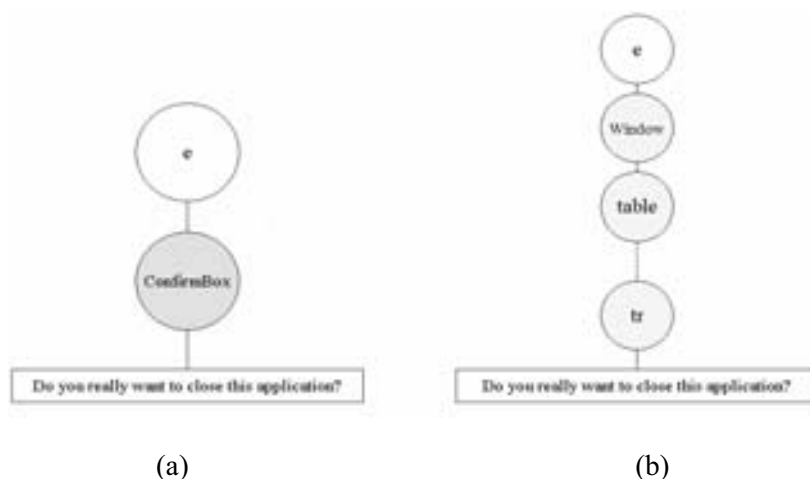 e
ConfirmBox
Do you really want to close this application?
(a)
e
Window
table
tr
Do you really want to close this application?
(b)